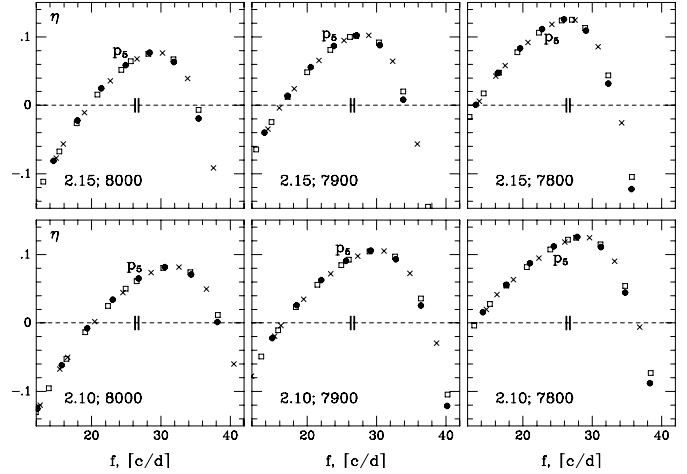 η
.1
0
-.1
p5
2.15; 8000
p5
2.15; 7900
p5
2.15; 7800
η
.1
0
-.1
p5
2.10; 8000
p5
2.10; 7900
p5
2.10; 7800
20 30 40 20 30 40 20 30 40
f, [c/d] f, [c/d] f, [c/d]